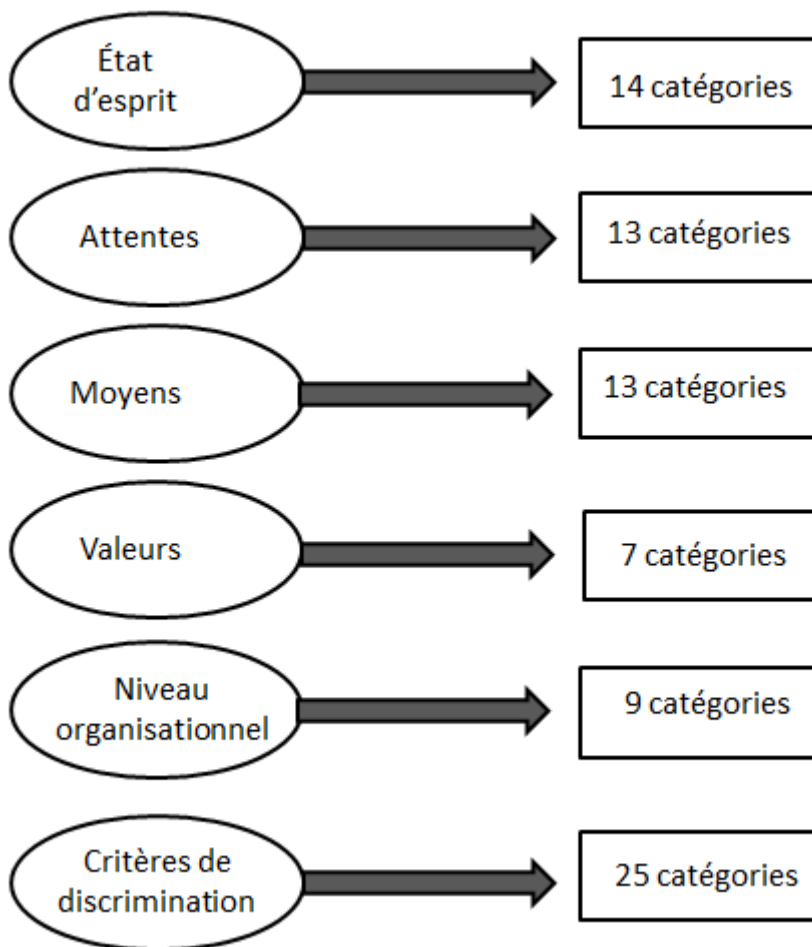 État
d’esprit
14 catégories
Attentes
13 catégories
Moyens
13 catégories
Valeurs
7 catégories
Niveau
organisationnel
9 catégories
Critères de
discrimination
25 catégories